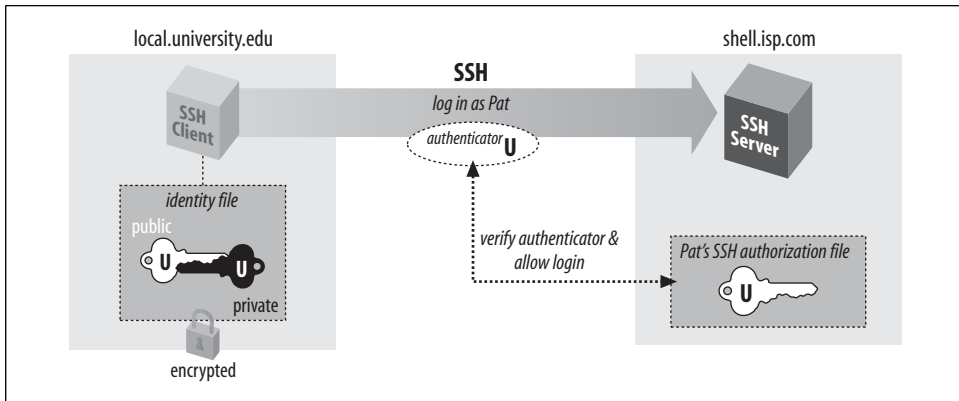 local.university.edu
shell.isp.com
SSH
log in as Pat
SSH
Client
SSH
Server
authenticator U
identity file
public
U
U
private
verify authenticator &
allow login
Pat's SSH authorization file
U
encrypted